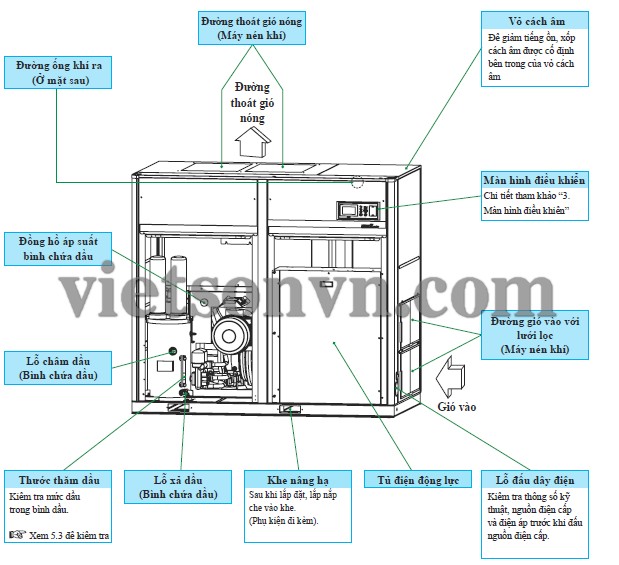 Đường thoát gió nóng
(Máy nén khí)
Vỏ cách âm
Để giảm tiếng ồn, xốp
cách âm được cố định
bên trong của vỏ cách
âm
Đường ống khí ra
(Ở mặt sau)
Đường
thoát gió
nóng
Màn hình điều khiển
Chi tiết tham khảo “3.
Màn hình điều khiển”
Đồng hồ áp suất
bình chứa dầu
vietsonvn.com
Đường gió vào với
lưới lọc
(Máy nén khí)
Lỗ châm dầu
(Bình chứa dầu)
Gió vào
Thước thăm dầu
Kiểm tra mức dầu
trong bình dầu.
Xem 5.3 để kiểm tra
Lỗ xả dầu
(Bình chứa dầu)
Khe nâng hạ
Sau khi lắp đặt, lắp nắp
che vào khe.
(Phụ kiện đi kèm).
Tủ điện động lực
Lỗ đấu dây điện
Kiểm tra thông số kỹ
thuật, nguồn điện cấp
và điện áp trước khi đấu
nguồn điện cấp.